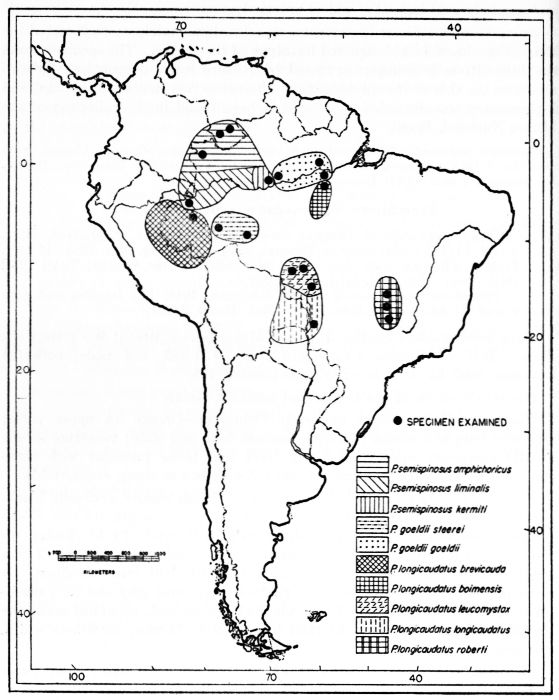 70 40
0 0
20 20
40 40
100 70 40
● SPECIMEN EXAMINED
P.semispinosus amphichoricus
P.semispinosus liminalis
P.semispinosus kermiti
P. goeldii steerei
P. goeldii goeldii
P. longicaudatus brevicauda
P. longicaudatus boimensis
P.longicaudatus leucomystax
P.longicaudatus longicaudatus
P.longicaudatus roberti
KILOMETERS